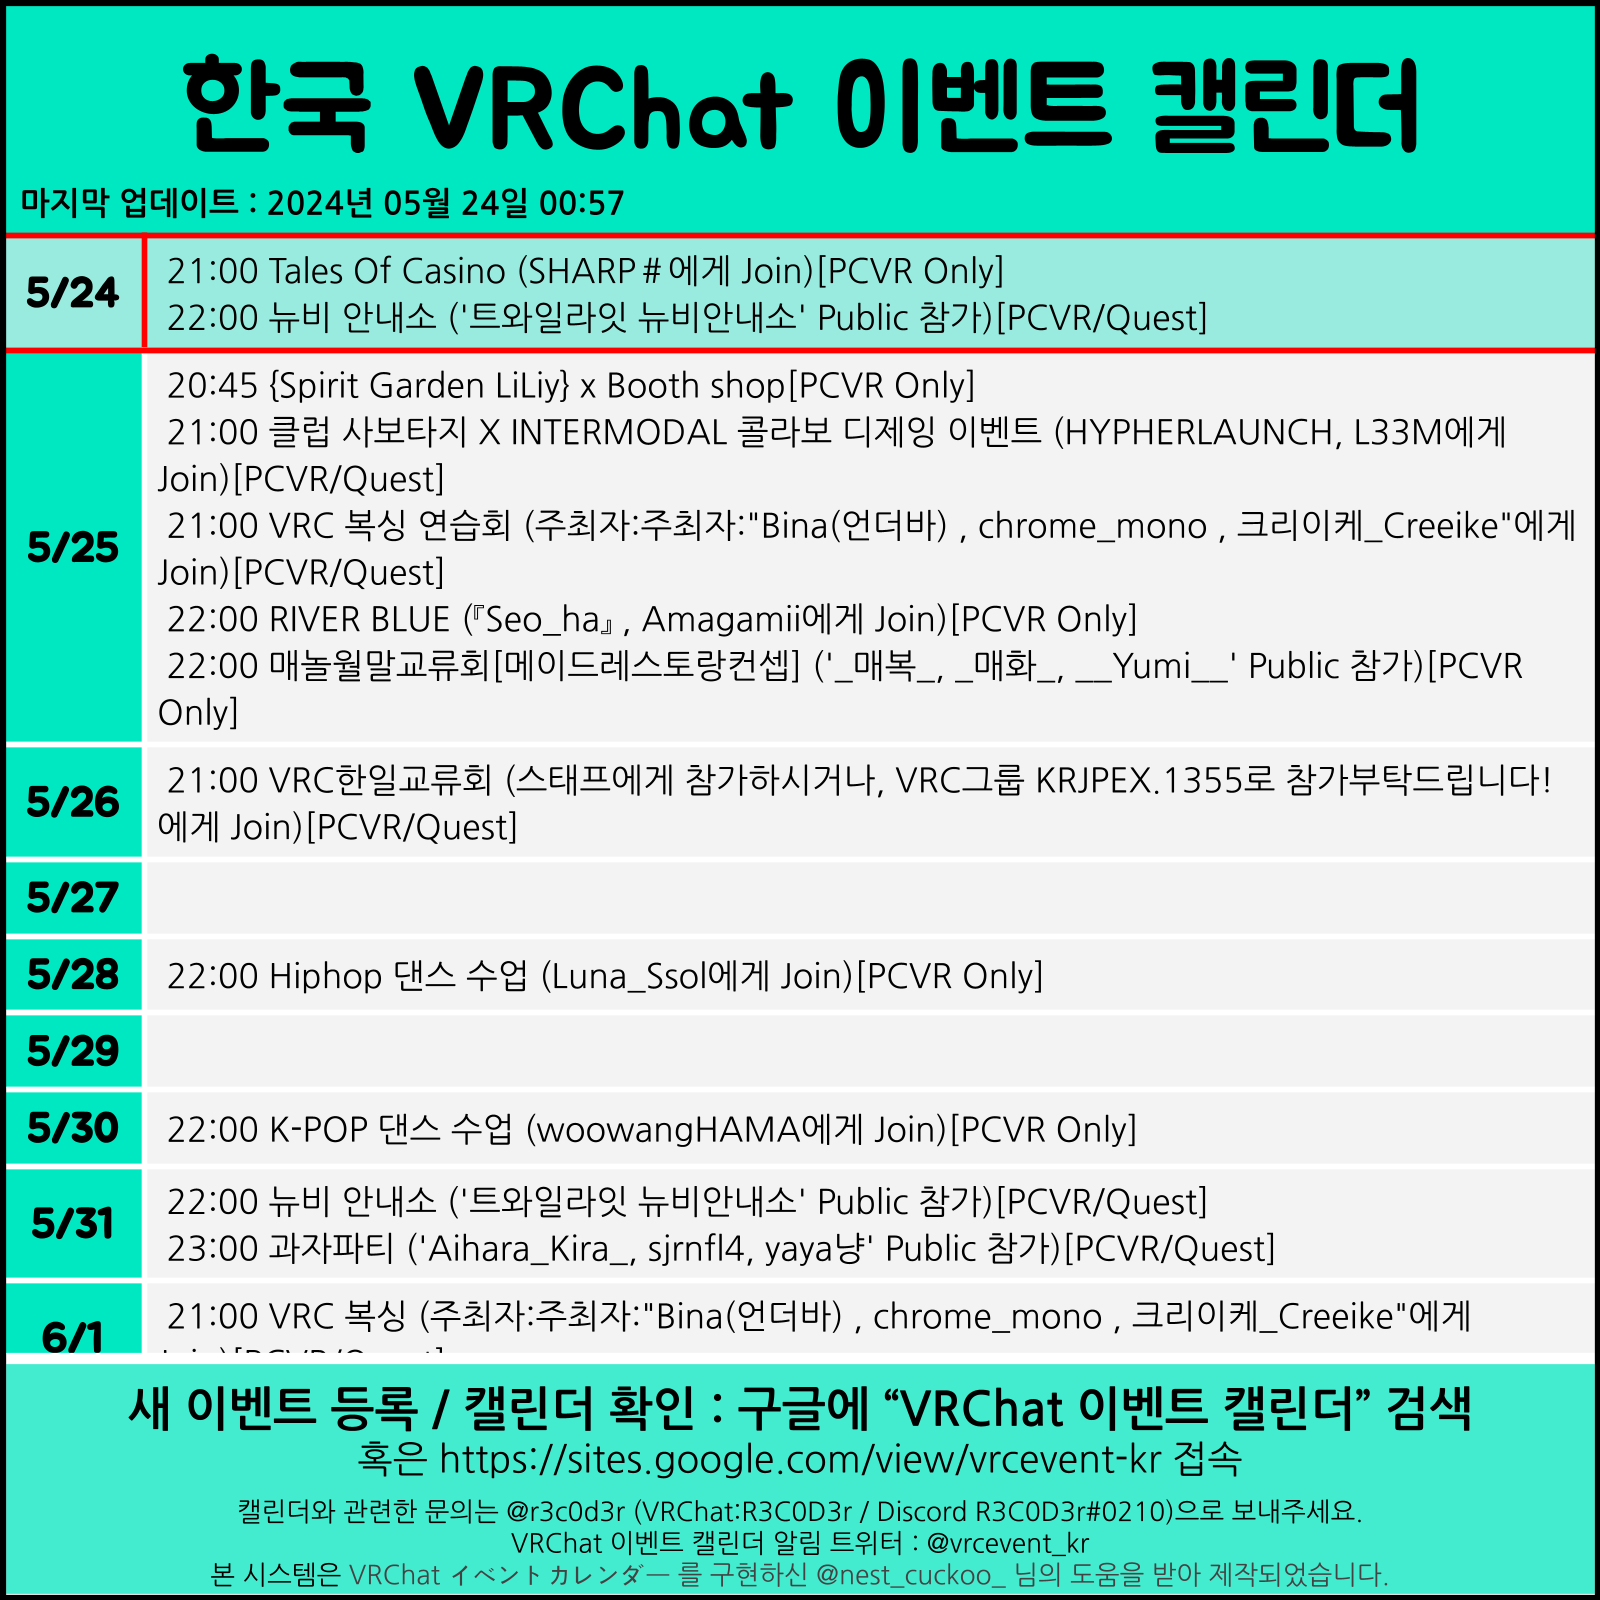 한국 VRChat 이벤트 캘린더
마지막 업데이트 : 2024년 05월 24일 00:57
5/24
21:00 Tales Of Casino (SHARP#에게 Join)[PCVR Only]
22:00 뉴비 안내소 ('트와일라잇 뉴비안내소' Public 참가)[PCVR/Quest]
5/25
20:45 {Spirit Garden LiLiy} x Booth shop[PCVR Only]
21:00 클럽 사보타지 X INTERMODAL 콜라보 디제잉 이벤트 (HYPHERLAUNCH, L33M에게
Join)[PCVR/Quest]
21:00 VRC 복싱 연습회 (주최자:주최자:"Bina(언더바) , chrome_mono , 크리이케_Creeike"에게
Join)[PCVR/Quest]
22:00 RIVER BLUE (『Seo_ha』, Amagamii에게 Join)[PCVR Only]
22:00 매놀월말교류회[메이드레스토랑컨셉] ('_매복_, _매화_, __Yumi__' Public 참가)[PCVR
Only]
5/26
21:00 VRC한일교류회 (스태프에게 참가하시거나, VRC그룹 KRJPEX.1355로 참가부탁드립니다!
에게 Join)[PCVR/Quest]
5/27
5/28
22:00 Hiphop 댄스 수업 (Luna_Ssol에게 Join)[PCVR Only]
5/29
5/30
22:00 K-POP 댄스 수업 (woowangHAMA에게 Join)[PCVR Only]
5/31
22:00 뉴비 안내소 ('트와일라잇 뉴비안내소' Public 참가)[PCVR/Quest]
23:00 과자파티 ('Aihara_Kira_, sjrnfl4, yaya냥' Public 참가)[PCVR/Quest]
6/1
21:00 VRC 복싱 (주최자:주최자:"Bina(언더바) , chrome_mono , 크리이케_Creeike"에게
새 이벤트 등록 / 캘린더 확인 : 구글에 “VRChat 이벤트 캘린더” 검색
혹은 https://sites.google.com/view/vrcevent-kr 접속
캘린더와 관련한 문의는 @r3c0d3r (VRChat:R3C0D3r / Discord R3C0D3r#0210)으로 보내주세요.
VRChat 이벤트 캘린더 알림 트위터 : @vrcevent_kr
본 시스템은 VRChat イベントカレンダー 를 구현하신 @nest_cuckoo_ 님의 도움을 받아 제작되었습니다.